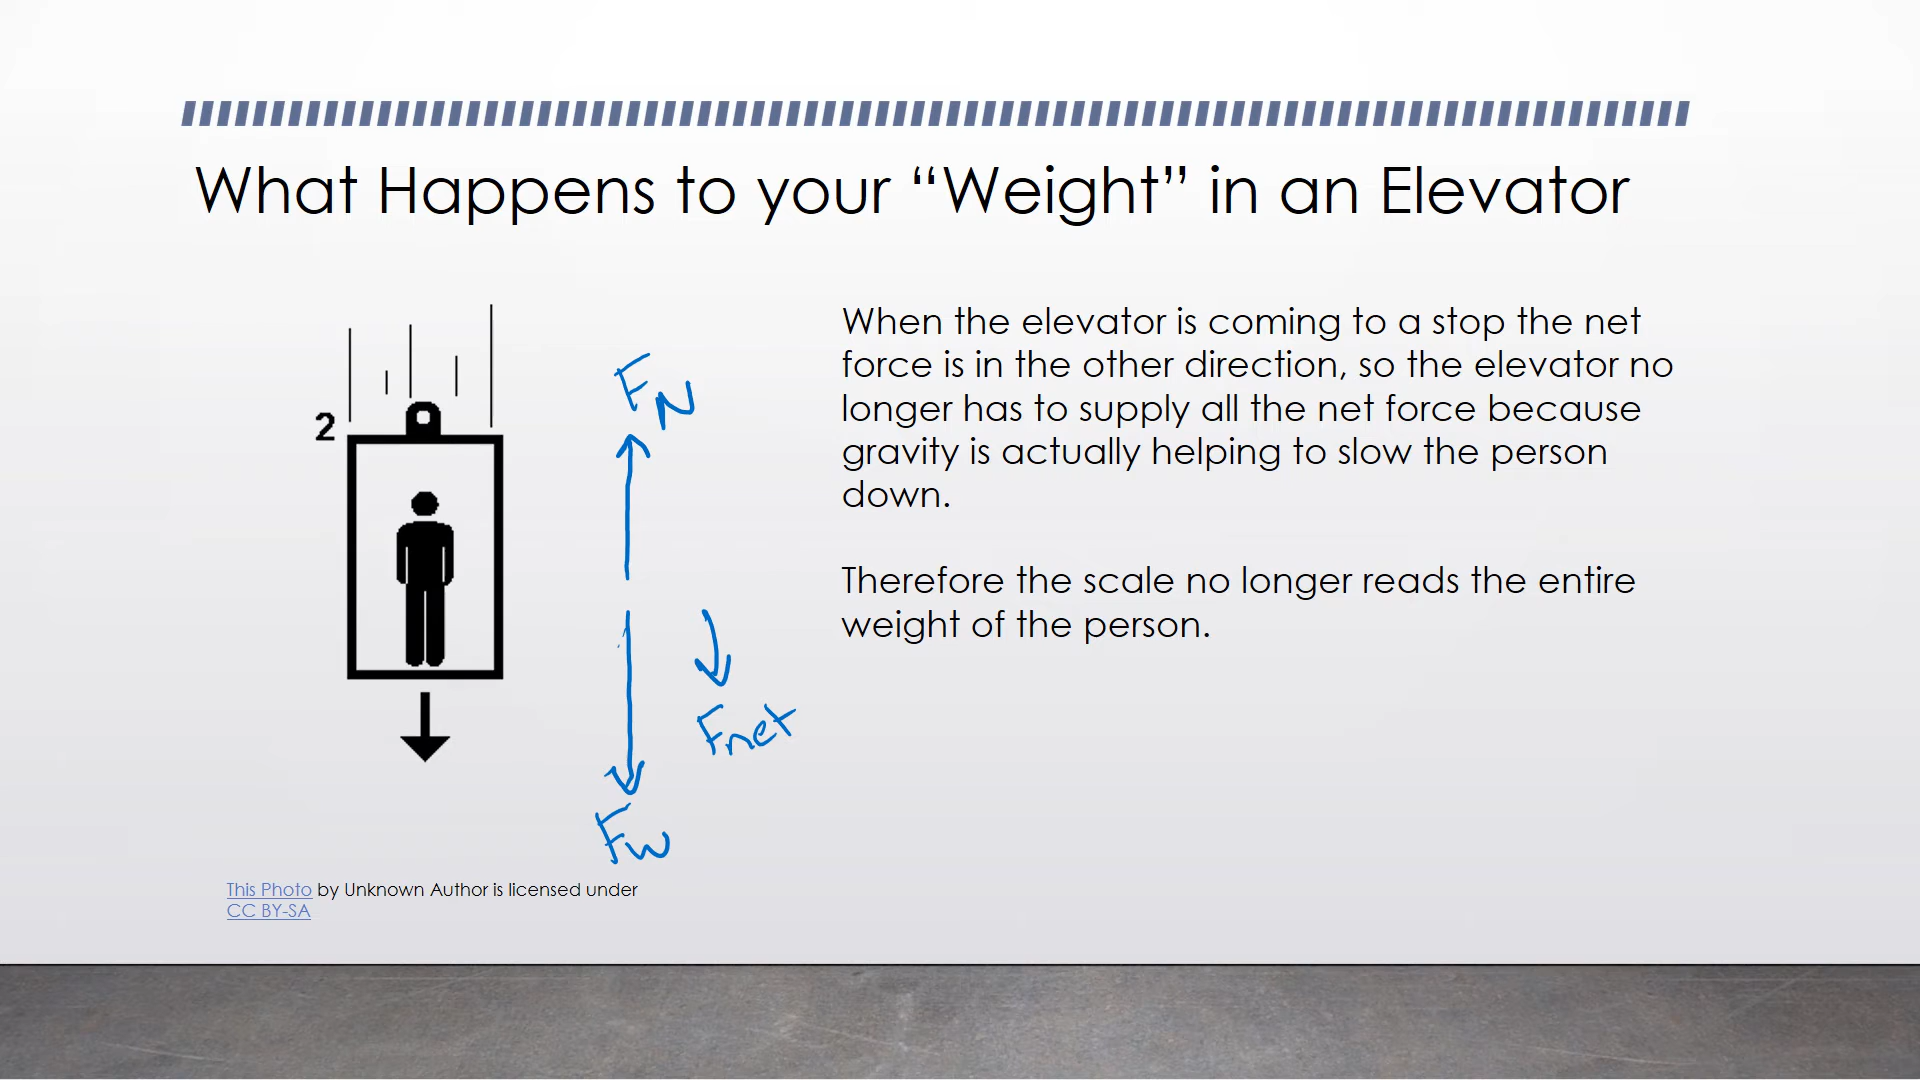 What Happens to your “Weight” in an Elevator
2
F_N
Fnet
Fw
When the elevator is coming to a stop the net
force is in the other direction, so the elevator no
longer has to supply all the net force because
gravity is actually helping to slow the person
down.
Therefore the scale no longer reads the entire
weight of the person.
This Photo by Unknown Author is licensed under
CC BY-SA